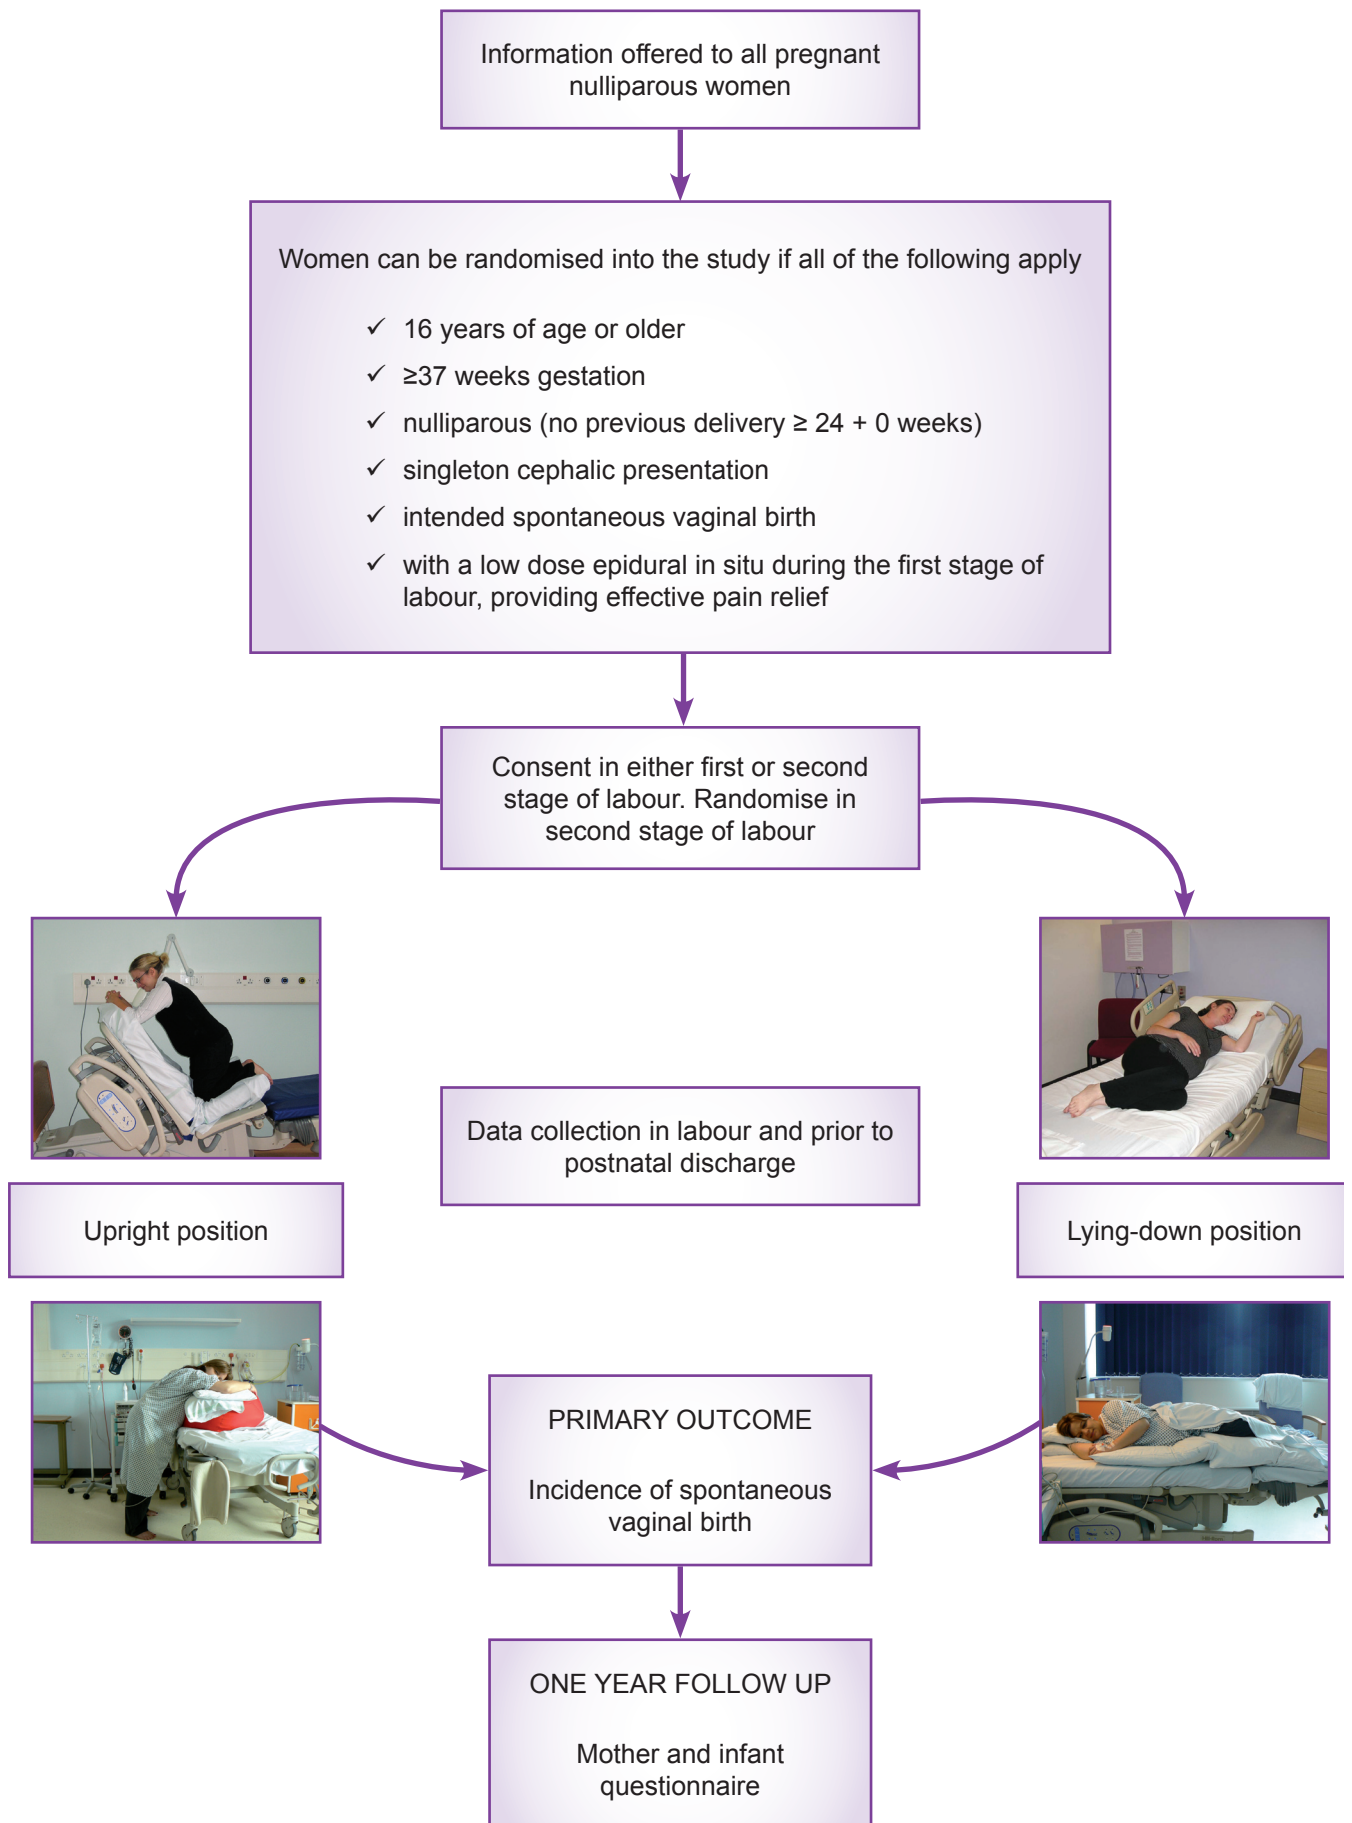 Information offered to all pregnant
nulliparous women
Women can be randomised into the study if all of the following apply
✓ 16 years of age or older
✓ ≥37 weeks gestation
✓ nulliparous (no previous delivery ≥ 24 + 0 weeks)
✓ singleton cephalic presentation
✓ intended spontaneous vaginal birth
✓ with a low dose epidural in situ during the first stage of
labour, providing effective pain relief
Consent in either first or second
stage of labour. Randomise in
second stage of labour
Data collection in labour and prior to
postnatal discharge
Upright position
Lying-down position
PRIMARY OUTCOME
Incidence of spontaneous
vaginal birth
ONE YEAR FOLLOW UP
Mother and infant
questionnaire